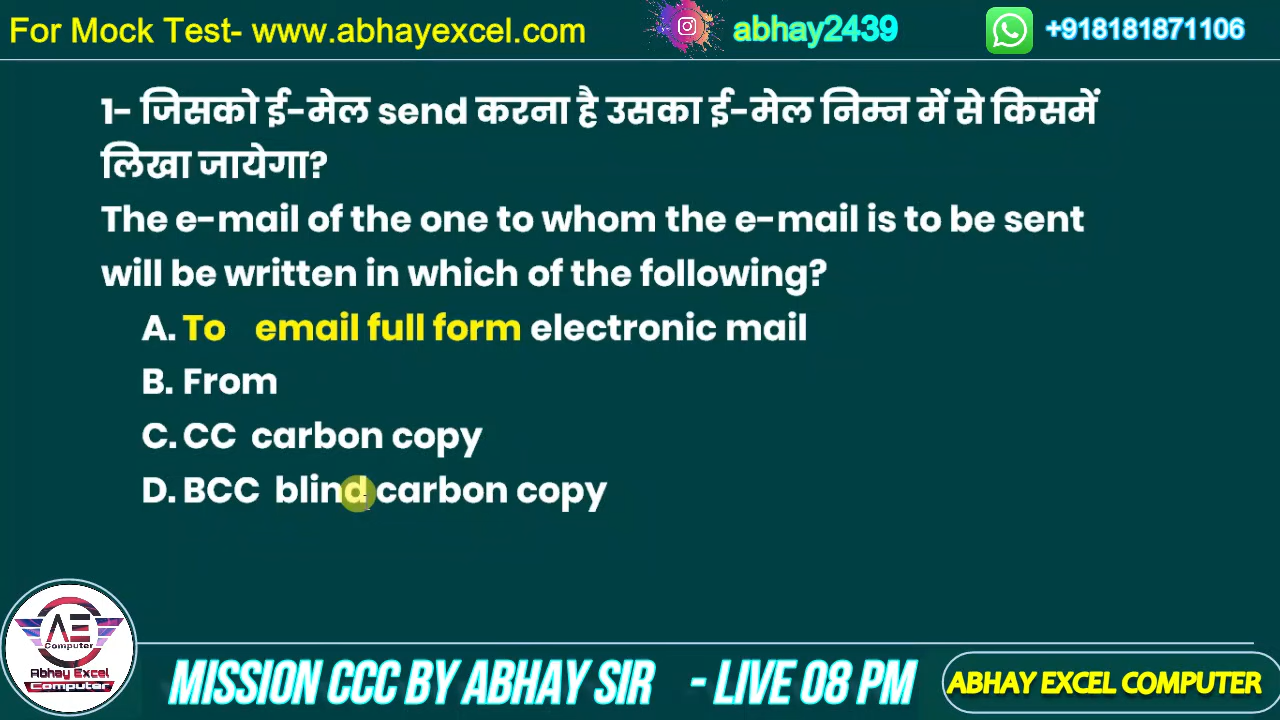 For Mock Test- www.abhayexcel.com
abhay2439
+918181871106
1- जिसको ई-मेल send करना है उसका ई-मेल निम्न में से किसमें
लिखा जायेगा?
The e-mail of the one to whom the e-mail is to be sent
will be written in which of the following?
A. To email full form electronic mail
B. From
C. CC carbon copy
D. BCC blind carbon copy
AE
Computer
Abhay Excel
Computer
MISSION CCC BY ABHAY SIR - LIVE 08 PM
ABHAY EXCEL COMPUTER